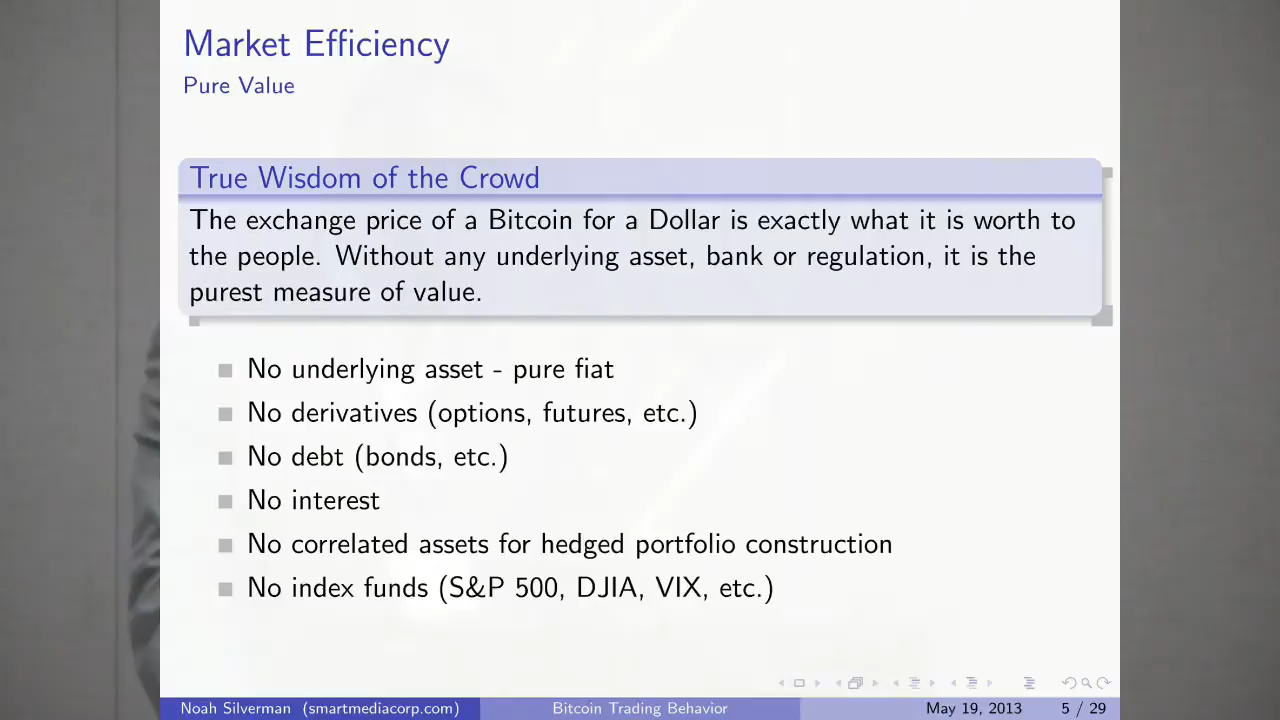 Market Efficiency
Pure Value
True Wisdom of the Crowd
The exchange price of a Bitcoin for a Dollar is exactly what it is worth to
the people. Without any underlying asset, bank or regulation, it is the
purest measure of value.
No underlying asset - pure fiat
No derivatives (options, futures, etc.)
No debt (bonds, etc.)
No interest
No correlated assets for hedged portfolio construction
No index funds (S&P 500, DJIA, VIX, etc.)
Noah Silverman (smartmediacorp.com) Bitcoin Trading Behavior May 19, 2013 5 / 29